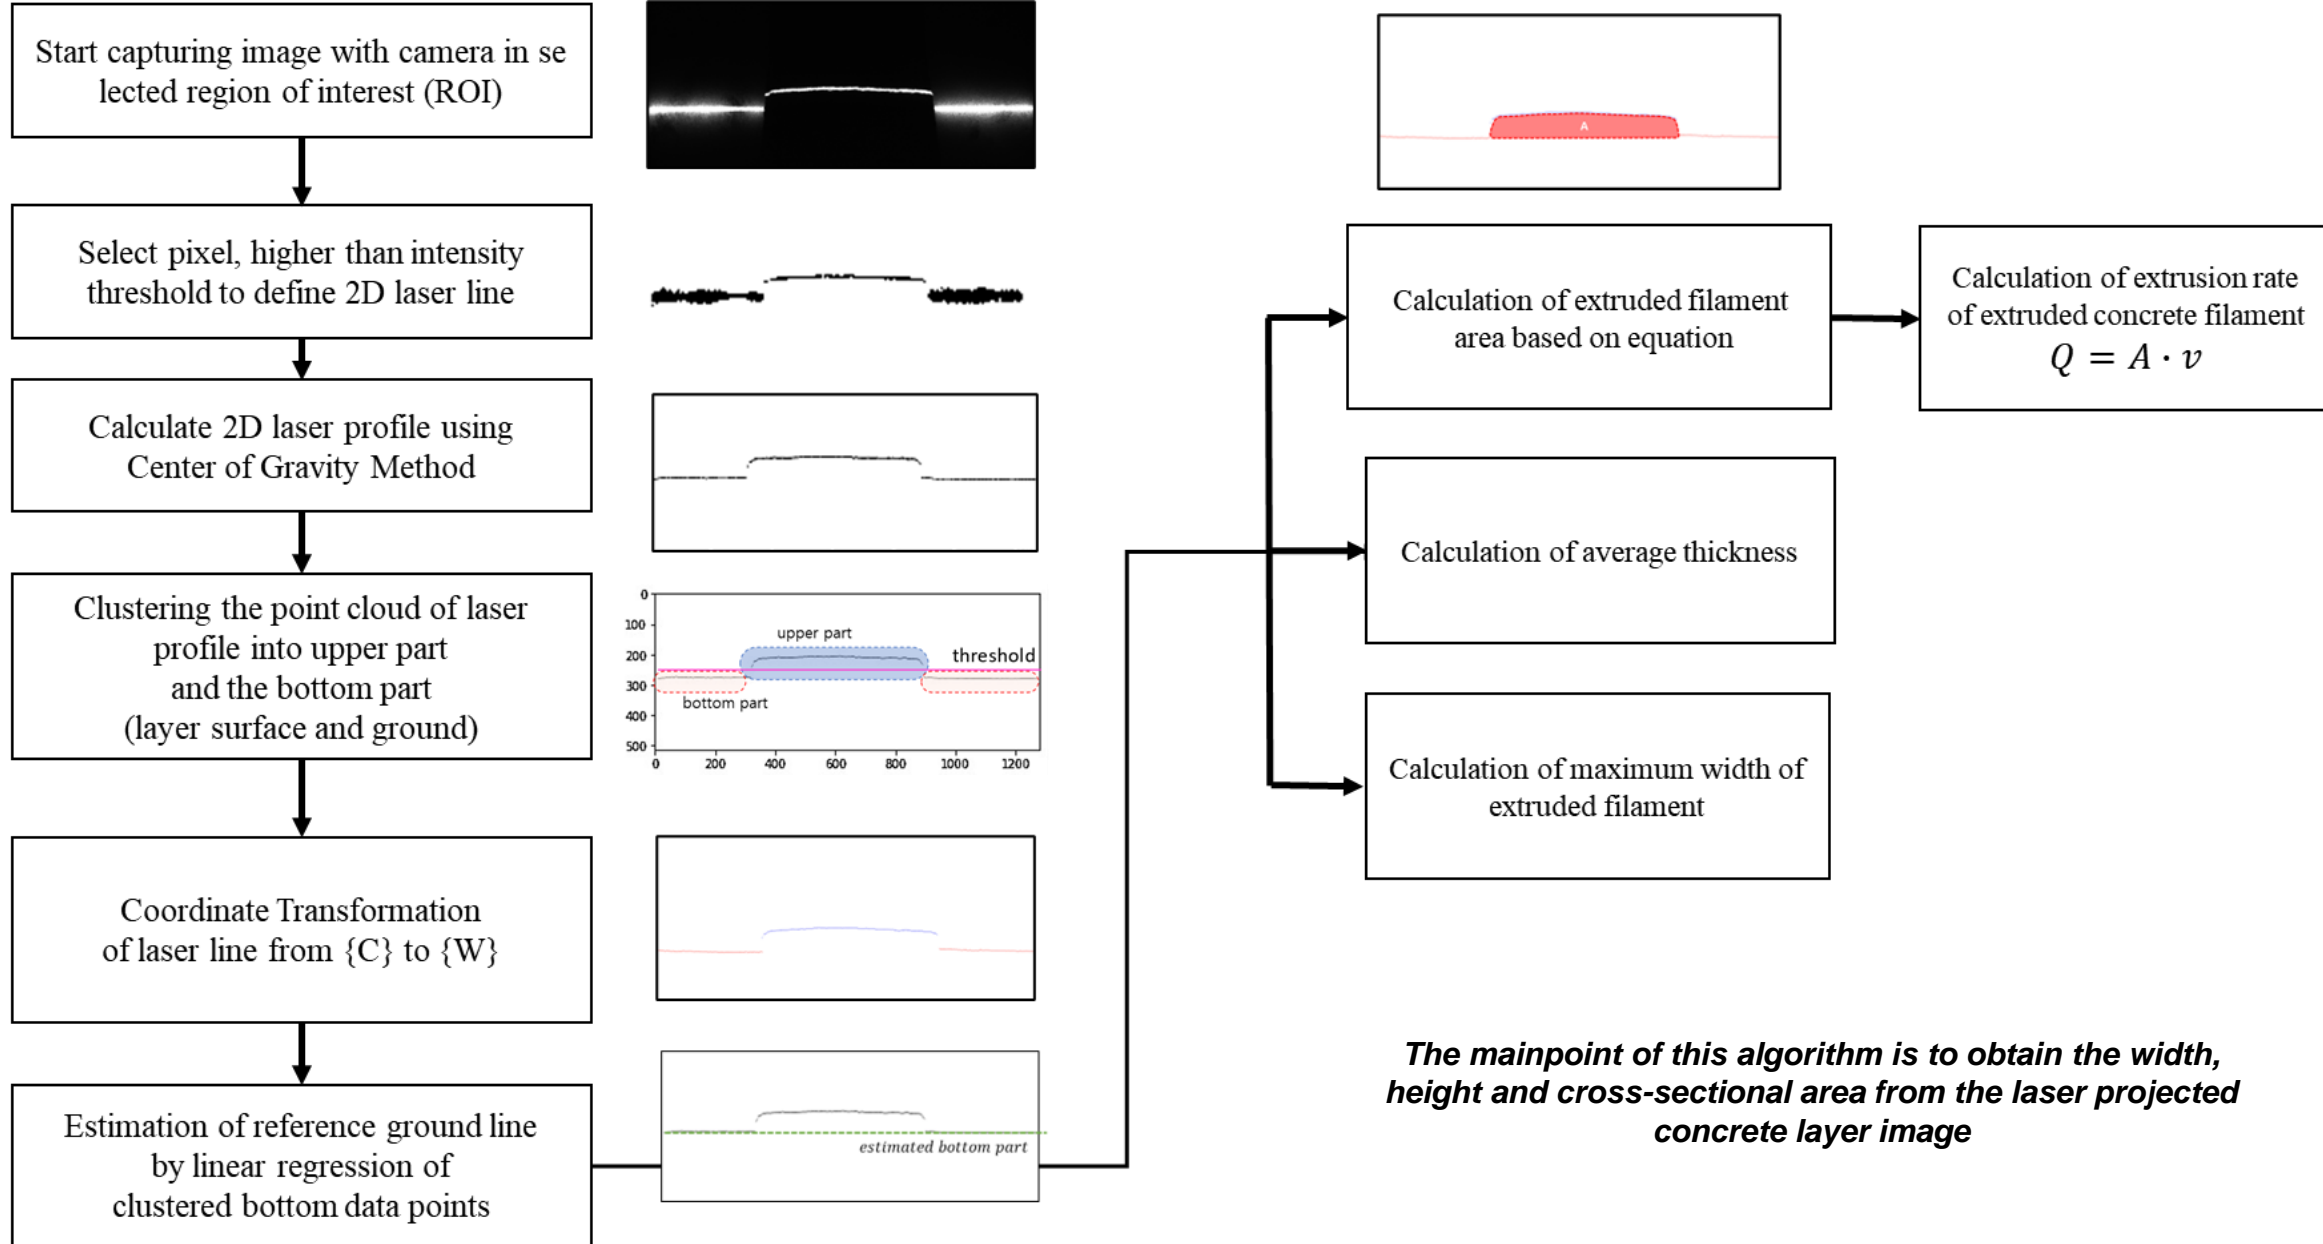 Start capturing image with camera in se
lected region of interest (ROI)
Select pixel, higher than intensity
threshold to define 2D laser line
Calculate 2D laser profile using
Center of Gravity Method
Clustering the point cloud of laser
profile into upper part
and the bottom part
(layer surface and ground)
0
100
200
300
400
500
upper part
threshold
bottom part
0 200 400 600 800 1000 1200
Coordinate Transformation
of laser line from {C} to {W}
Estimation of reference ground line
by linear regression of
clustered bottom data points
estimated bottom part
A
Calculation of extruded filament
area based on equation
Calculation of extrusion rate
of extruded concrete filament
Q = A · v
Calculation of average thickness
Calculation of maximum width of
extruded filament
The mainpoint of this algorithm is to obtain the width,
height and cross-sectional area from the laser projected
concrete layer image